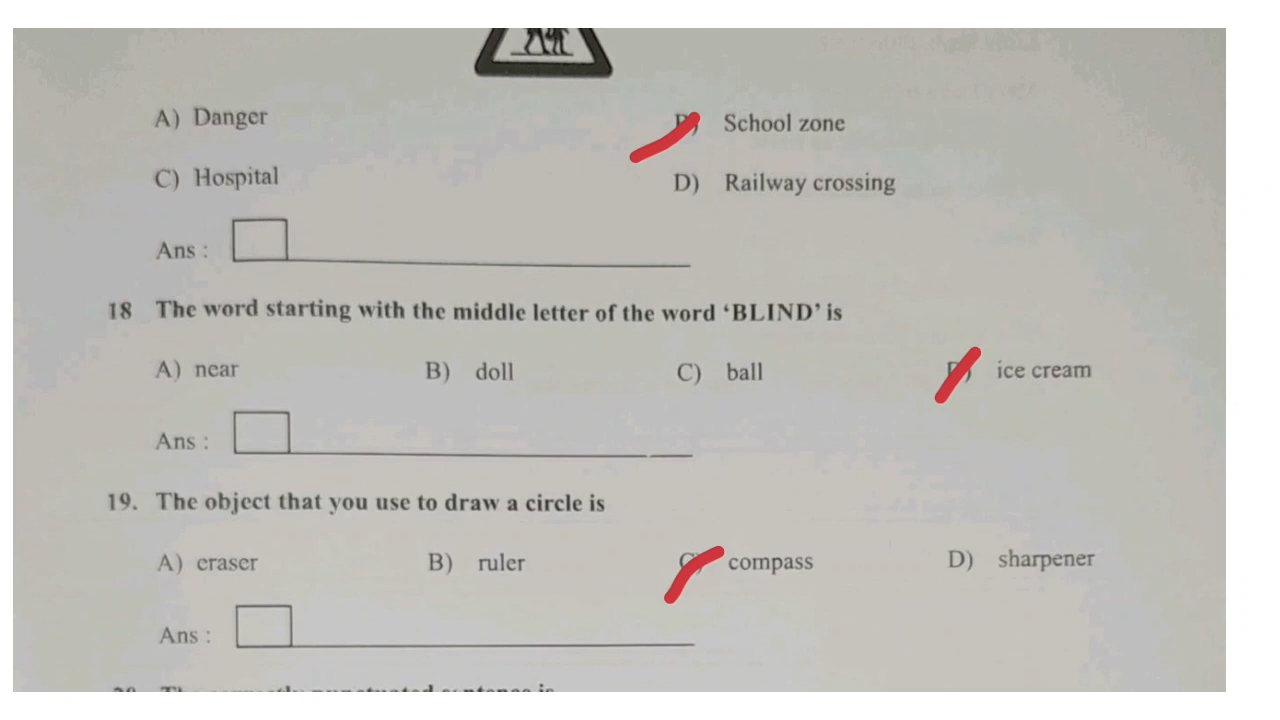 A) Danger
School zone
C) Hospital
D) Railway crossing
Ans :
18 The word starting with the middle letter of the word ‘BLIND’ is
A) near B) doll C) ball ice cream
Ans :
19. The object that you use to draw a circle is
A) eraser B) ruler compass D) sharpener
Ans :